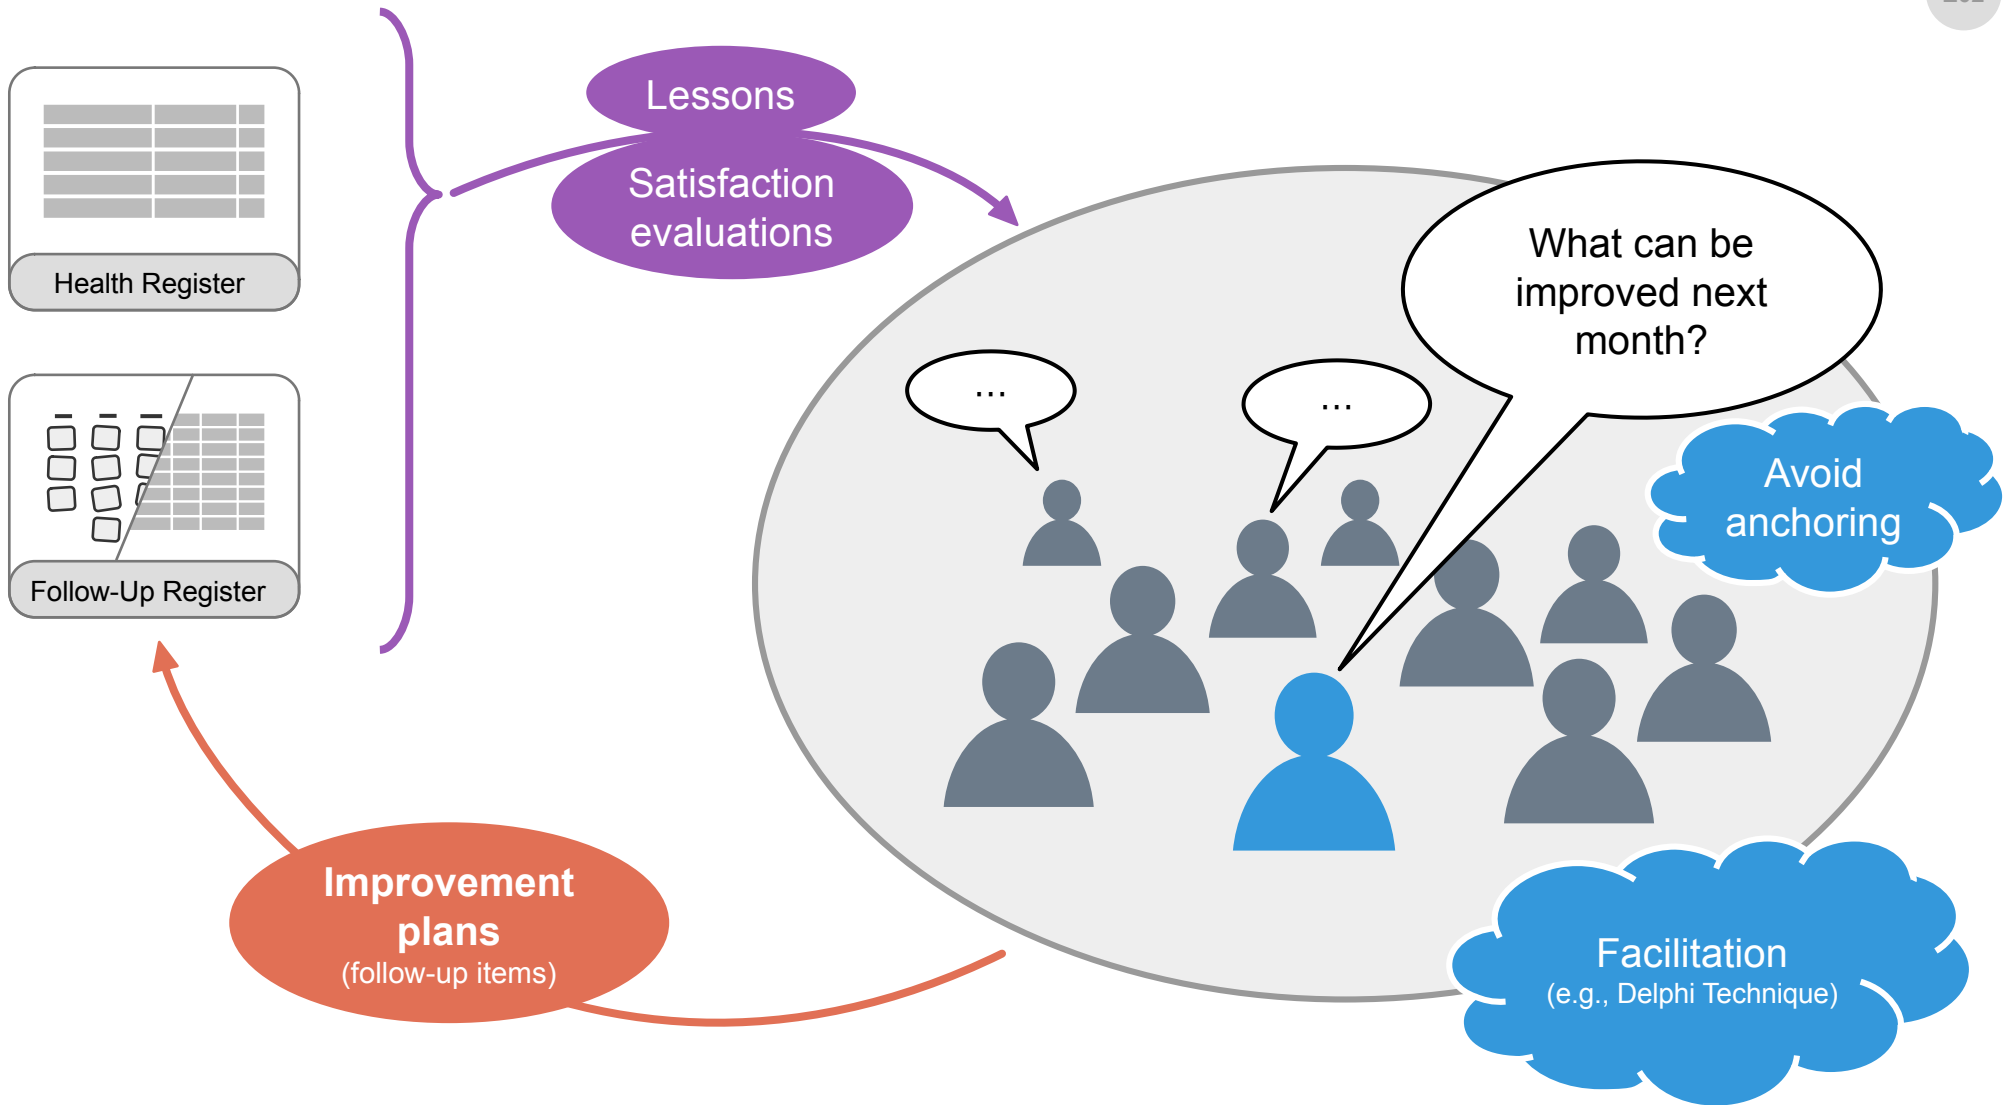 Lessons
Satisfaction
evaluations
Health Register
Follow-Up Register
What can be
improved next
month?
...
...
Avoid
anchoring
Improvement
plans
(follow-up items)
Facilitation
(e.g., Delphi Technique)